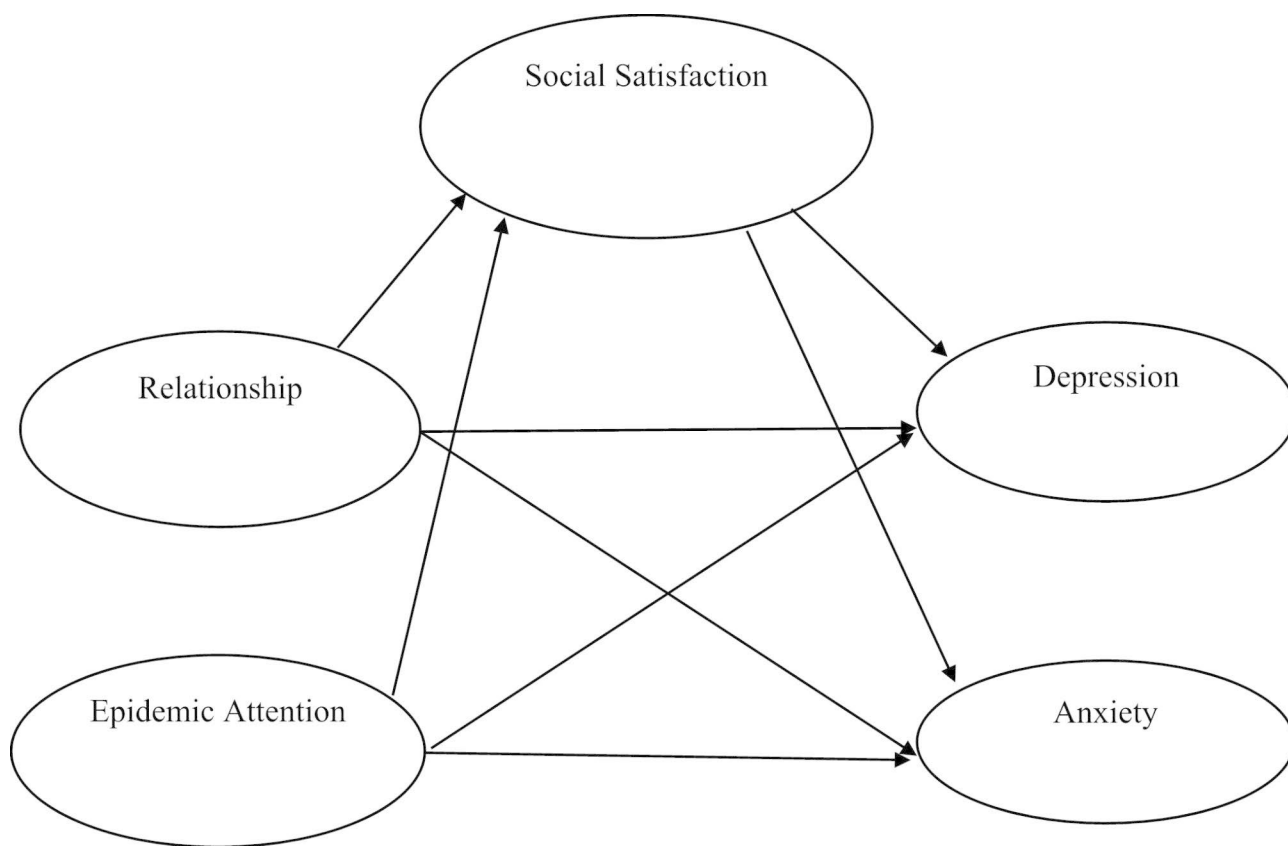 Social Satisfaction
Relationship
Depression
Epidemic Attention
Anxiety